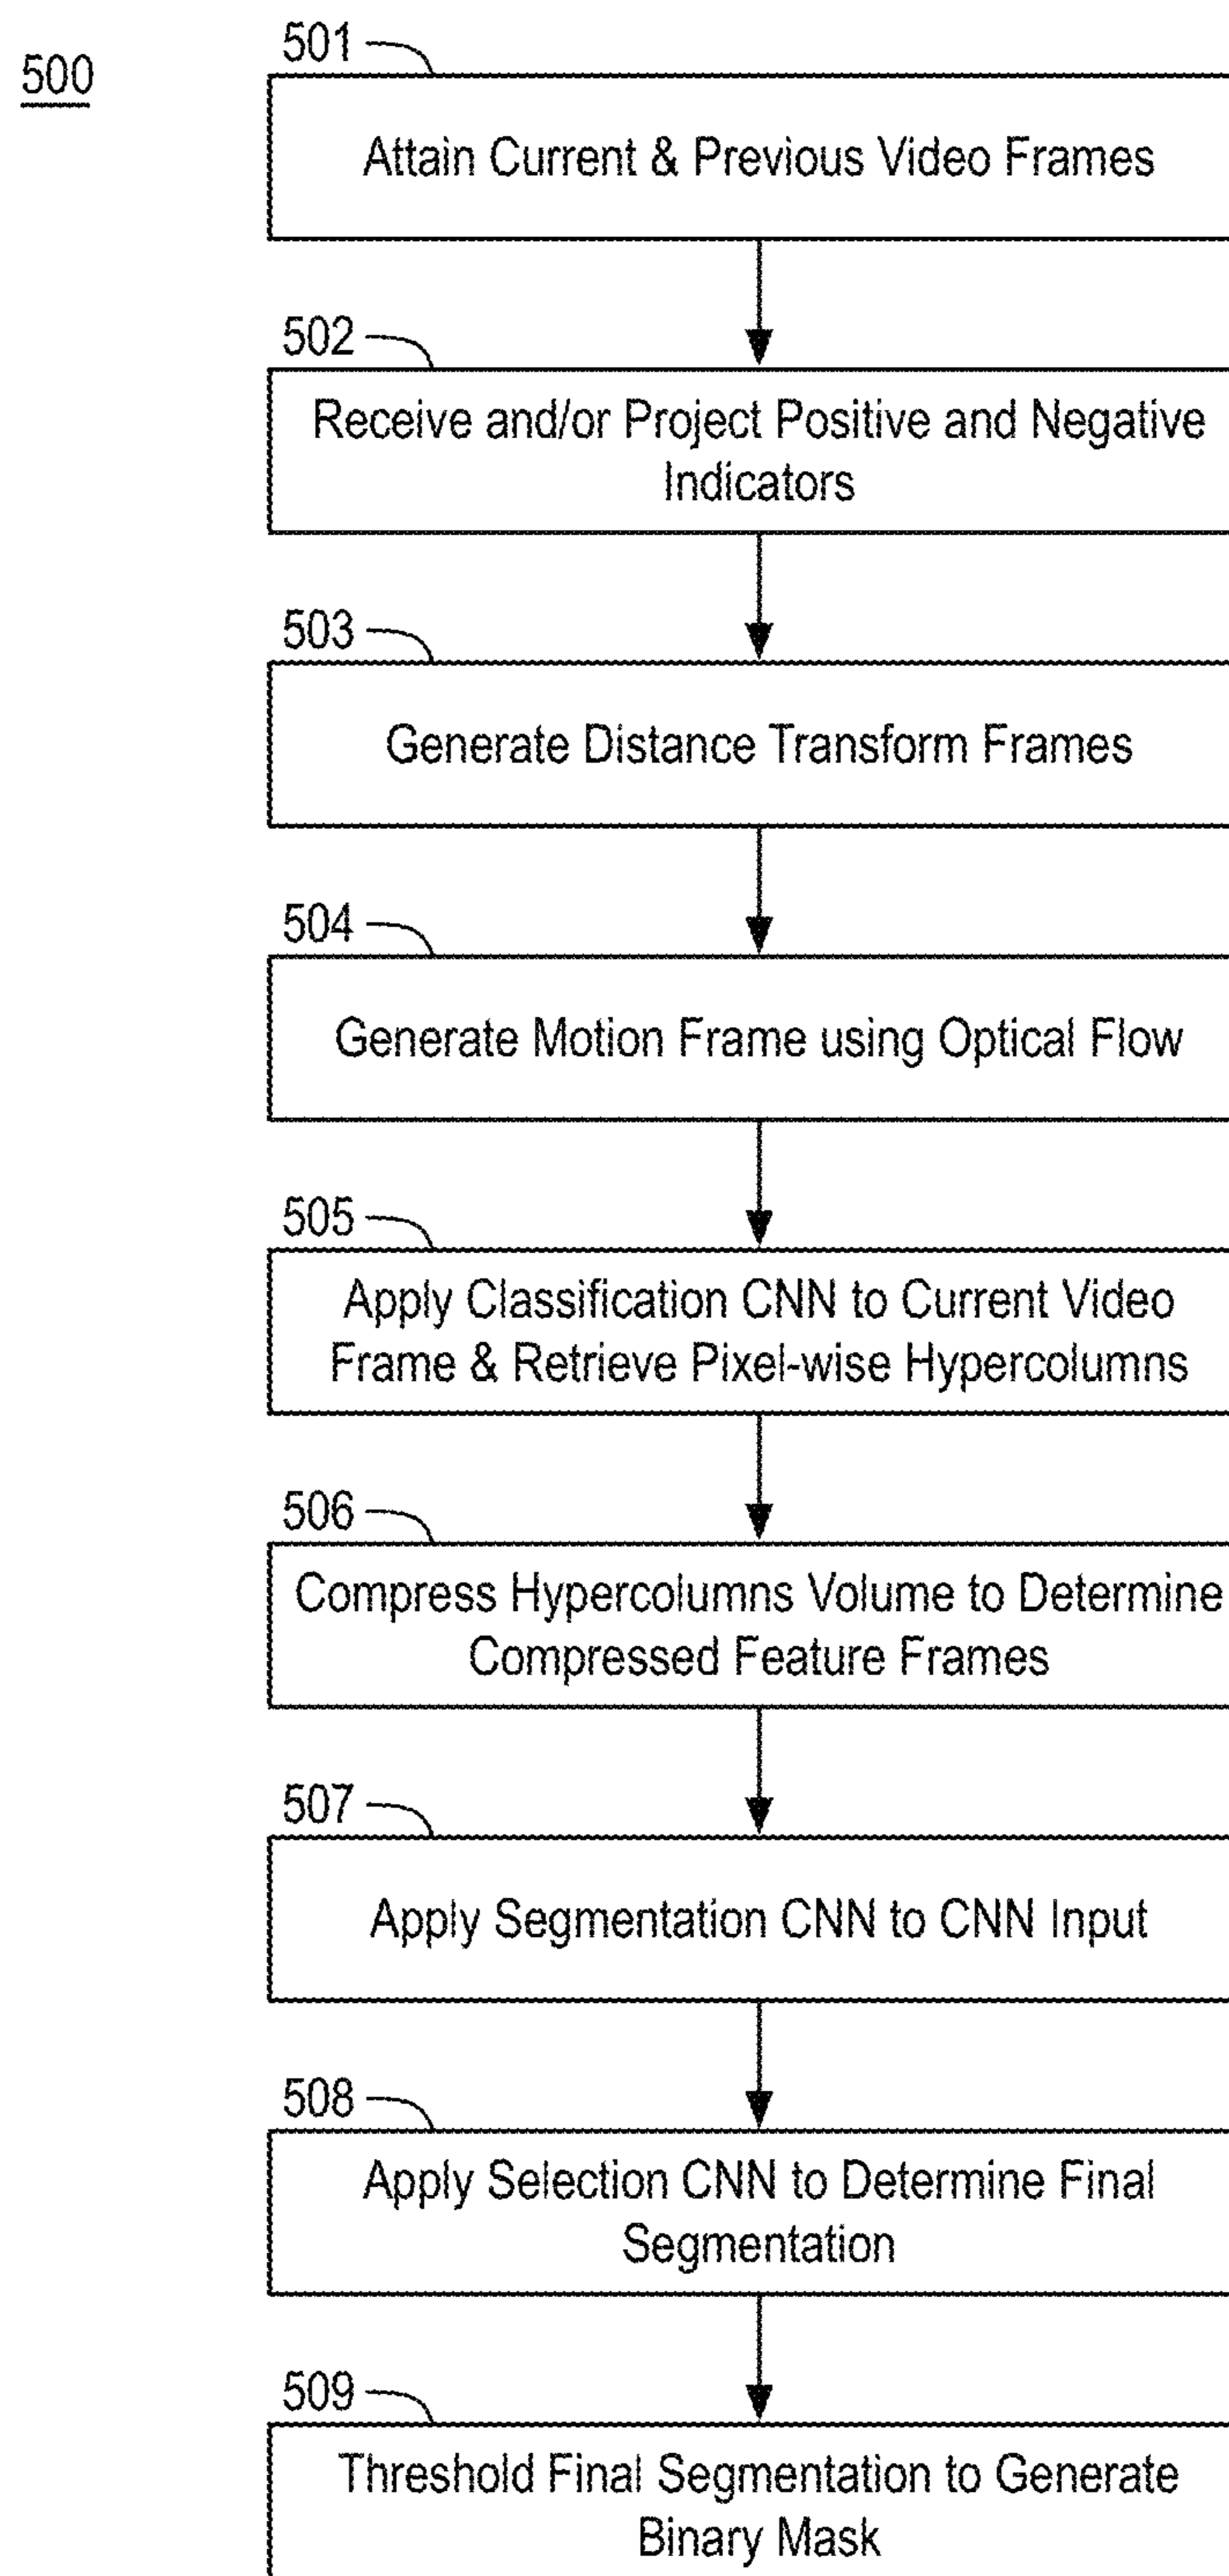 500
501
Attain Current & Previous Video Frames
502
Receive and/or Project Positive and Negative
Indicators
503
Generate Distance Transform Frames
504
Generate Motion Frame using Optical Flow
505
Apply Classification CNN to Current Video
Frame & Retrieve Pixel-wise Hypercolumns
506
Compress Hypercolumns Volume to Determine
Compressed Feature Frames
507
Apply Segmentation CNN to CNN Input
508
Apply Selection CNN to Determine Final
Segmentation
509
Threshold Final Segmentation to Generate
Binary Mask